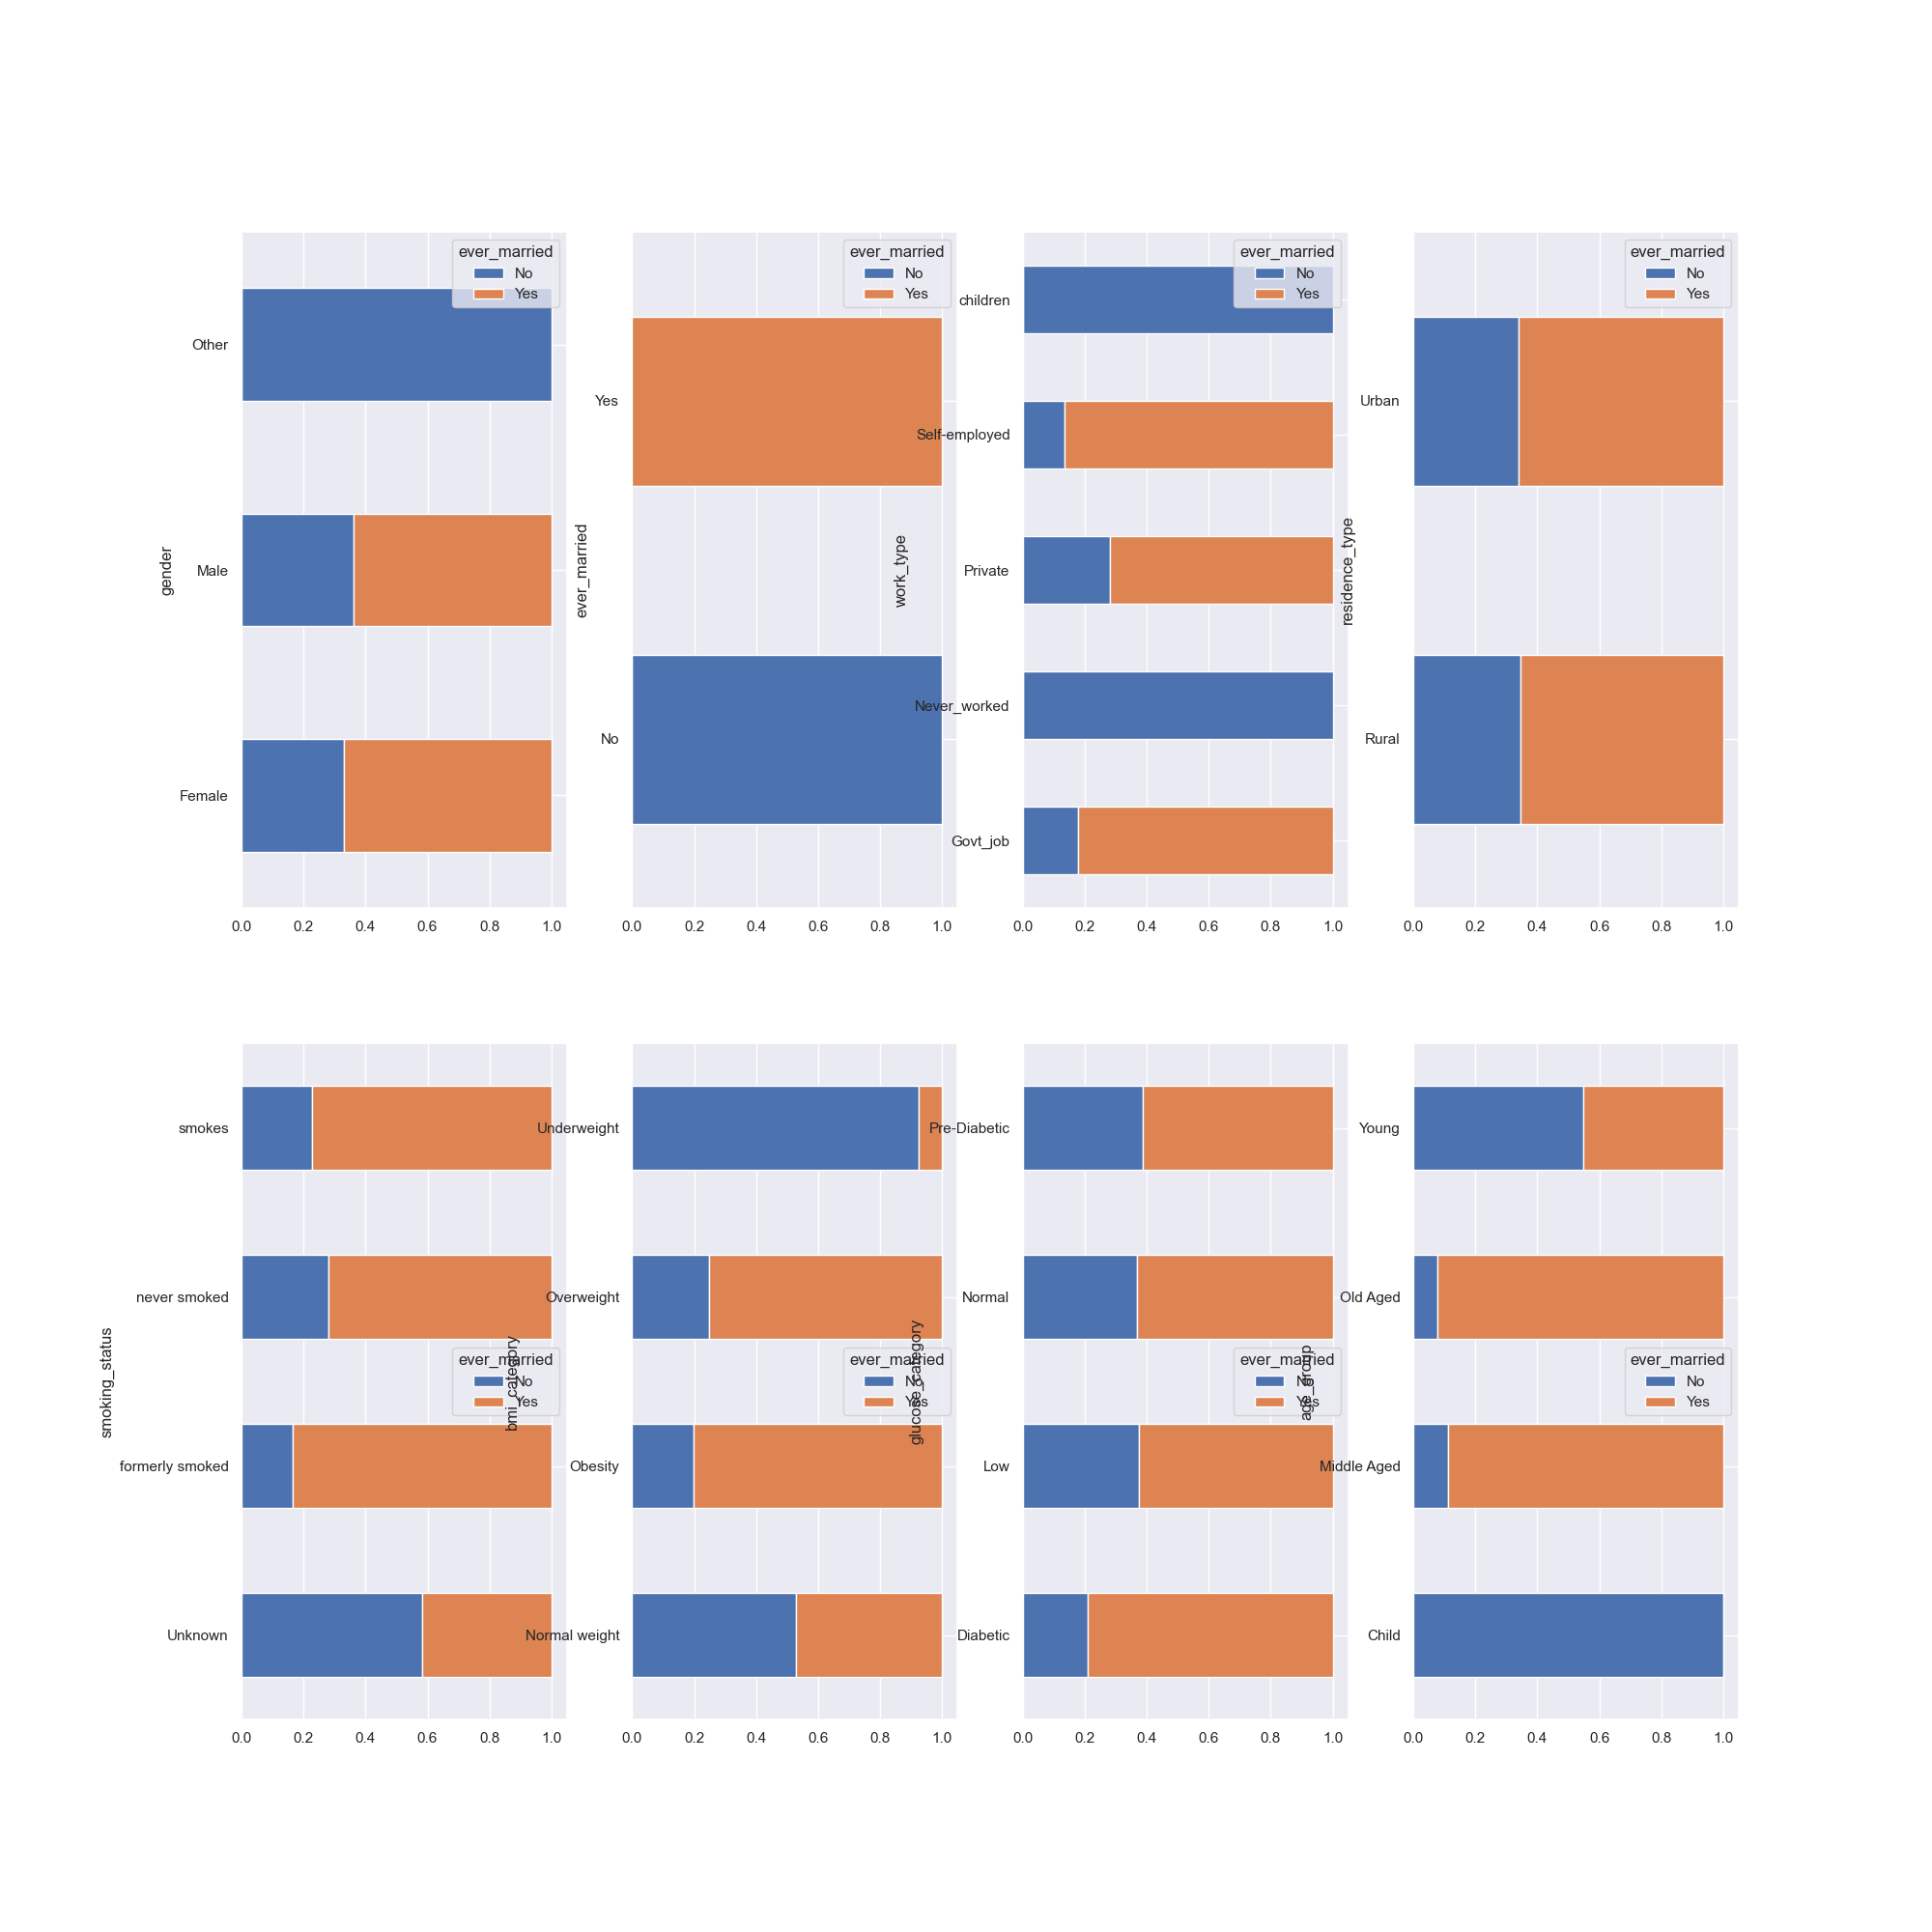 ever_married
No
Yes
Other
Male
Female
gender
0.0 0.2 0.4 0.6 0.8 1.0
ever_married
No
Yes
Yes
No
ever_married
0.0 0.2 0.4 0.6 0.8 1.0
ever_married
No
Yes
children
Self-employed
Private
Never_worked
Govt_job
work_type
0.0 0.2 0.4 0.6 0.8 1.0
ever_married
No
Yes
Urban
Rural
residence_type
0.0 0.2 0.4 0.6 0.8 1.0
smokes
never smoked
formerly smoked
Unknown
smoking_status
ever_married
No
Yes
0.0 0.2 0.4 0.6 0.8 1.0
Underweight
Overweight
Obesity
Normal weight
bmi_category
ever_married
No
Yes
0.0 0.2 0.4 0.6 0.8 1.0
Pre-Diabetic
Normal
Low
Diabetic
glucose_category
ever_married
No
Yes
0.0 0.2 0.4 0.6 0.8 1.0
Young
Old Aged
Middle Aged
Child
age_group
ever_married
No
Yes
0.0 0.2 0.4 0.6 0.8 1.0